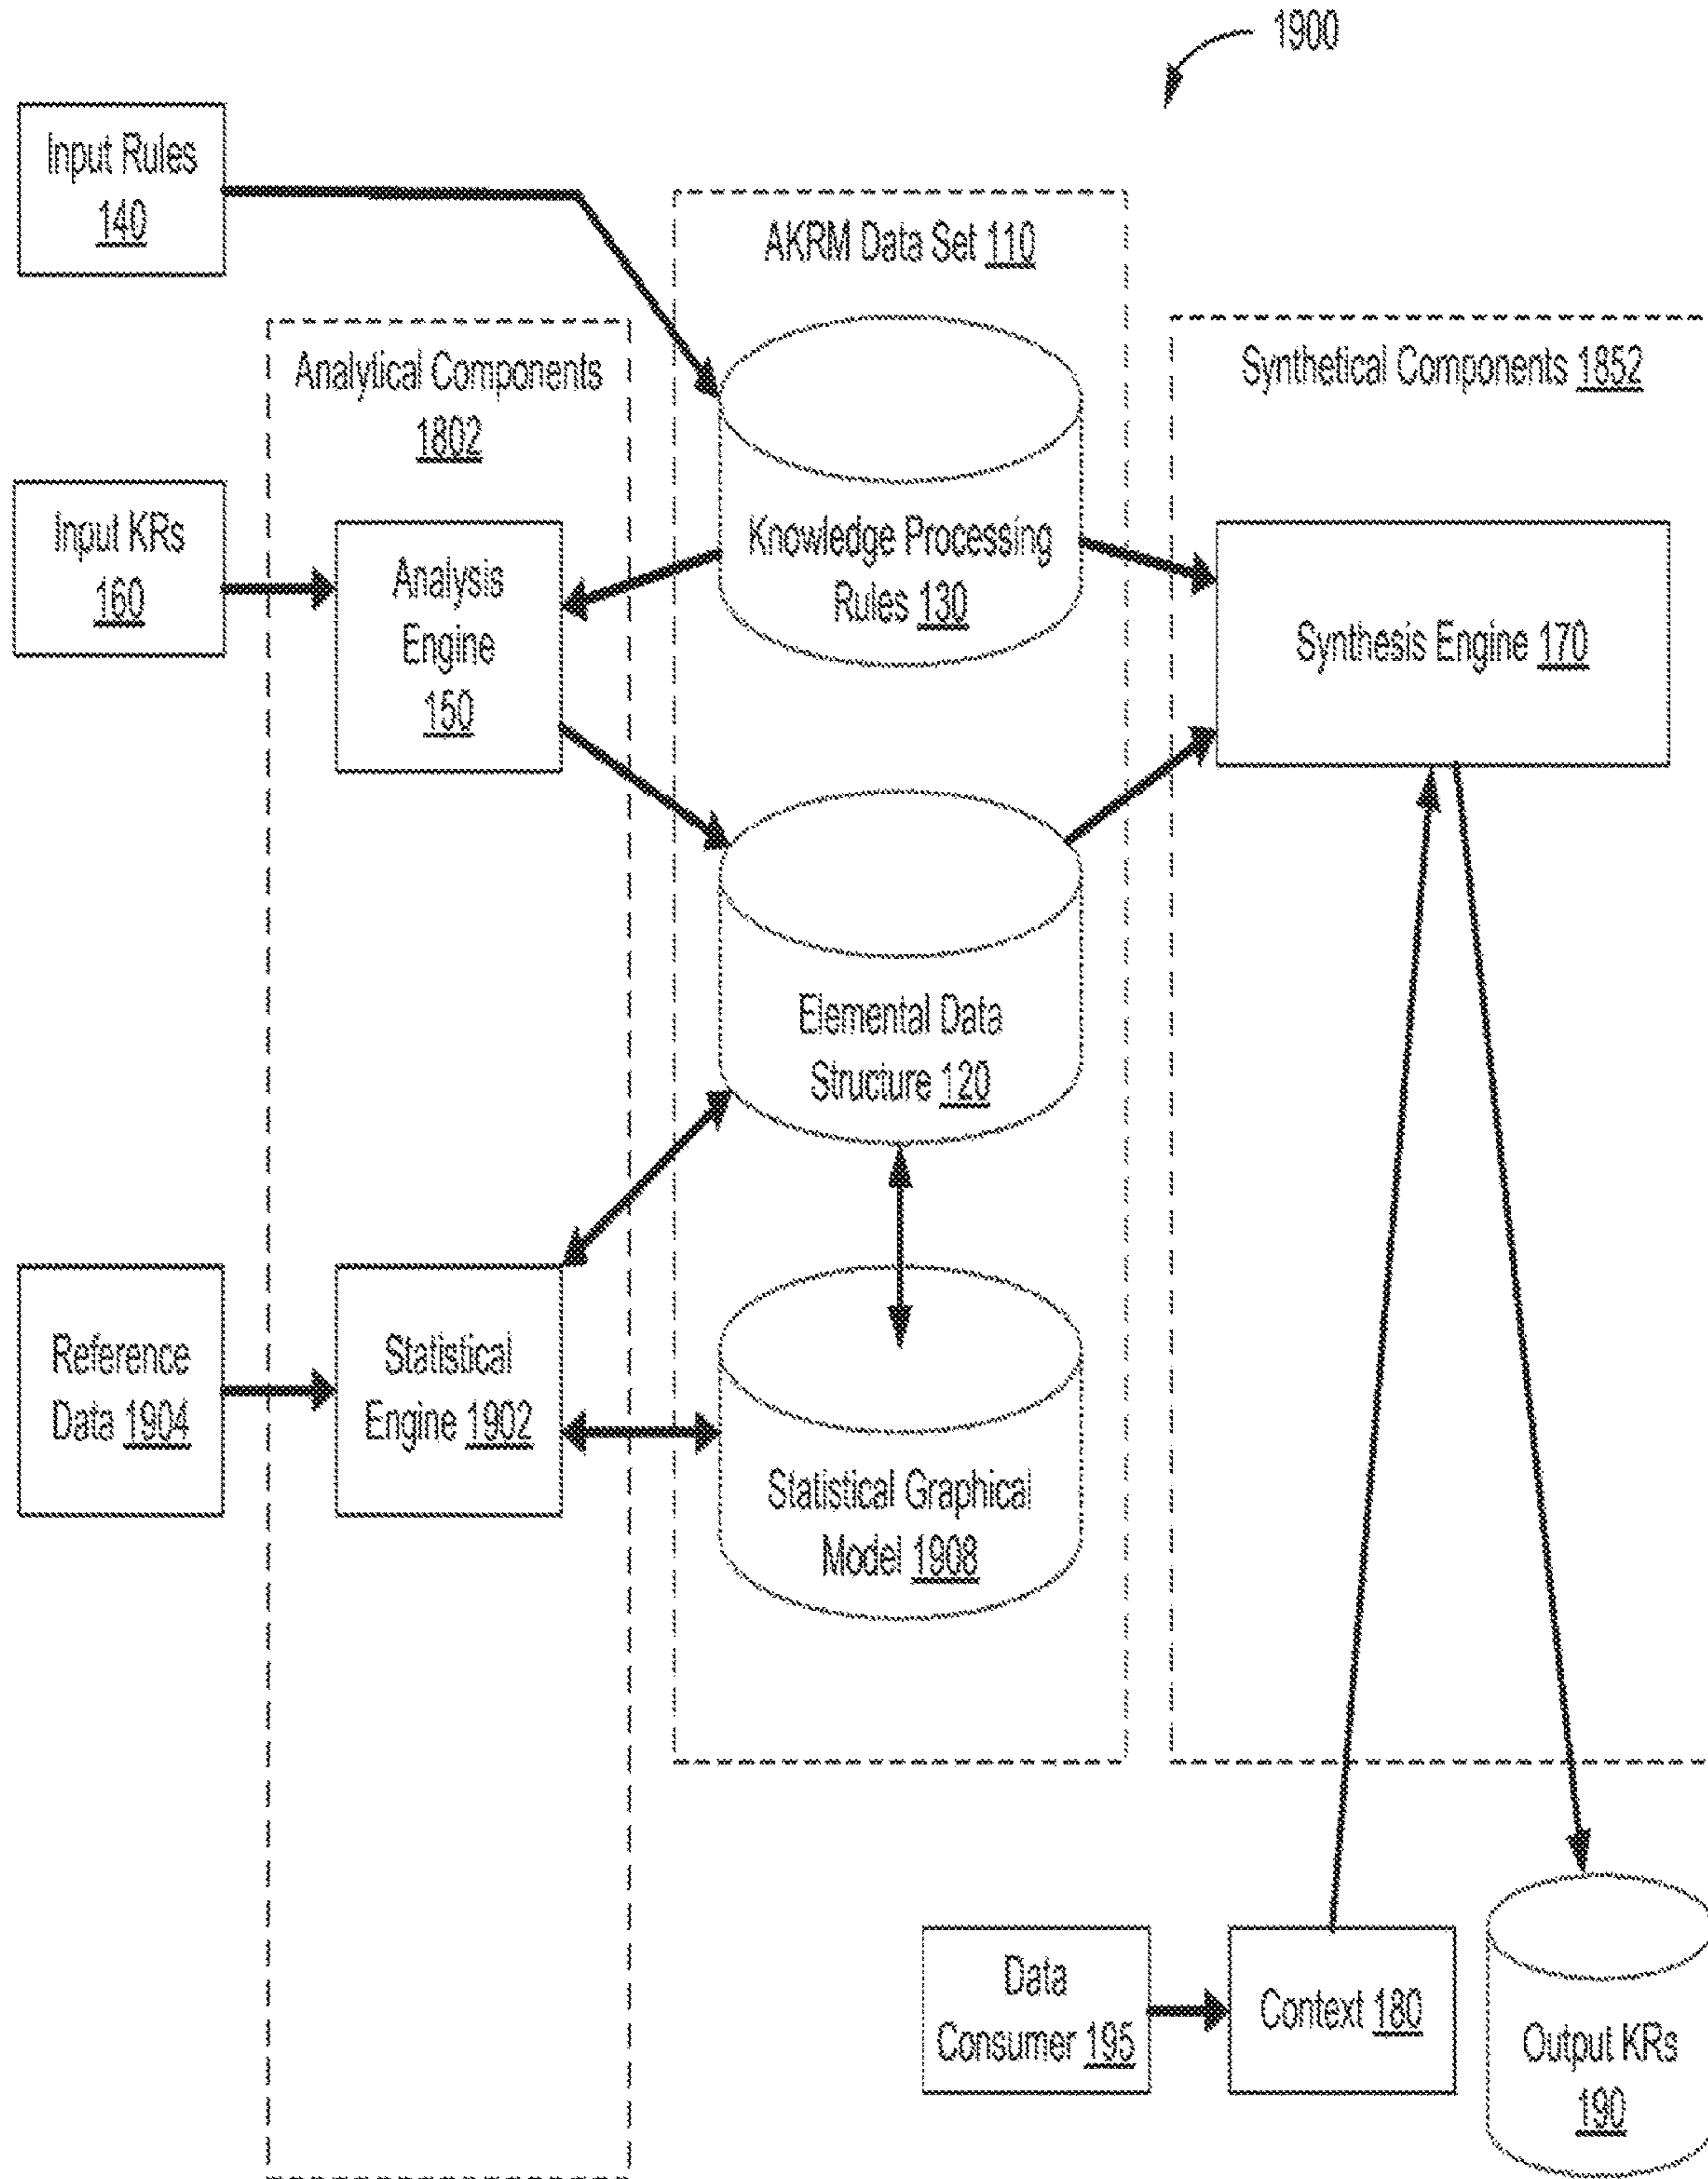 1900
Input Rules
140
AKRM Data Set 110
Analytical Components
1802
Synthetical Components 1852
Input KRs
160
Analysis
Engine
150
Knowledge Processing
Rules 130
Synthesis Engine 170
Elemental Data
Structure 120
Reference
Data 1904
Statistical
Engine 1902
Statistical Graphical
Model 1908
Data
Consumer 195
Context 180
Output KRs
190